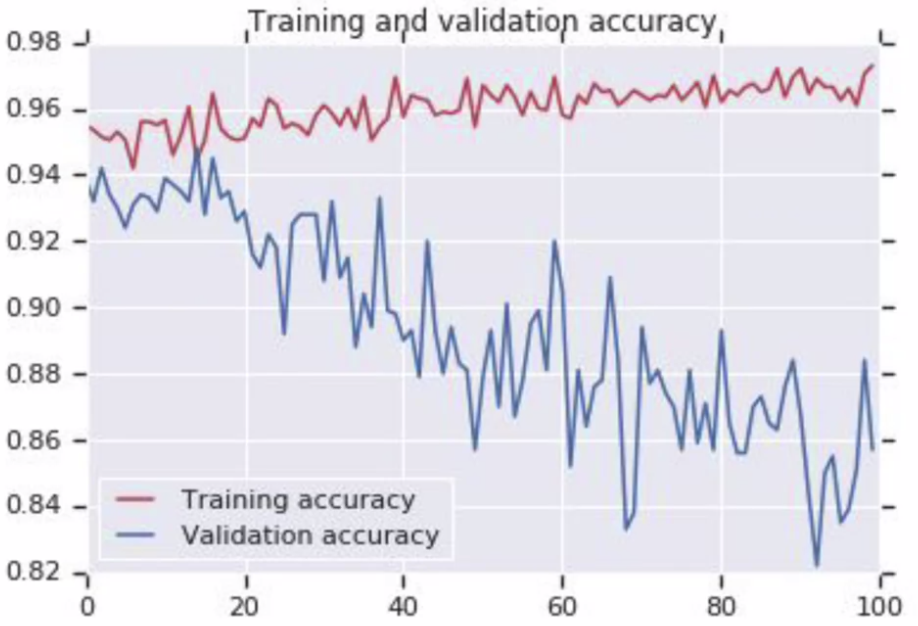 Training and validation accuracy
0.98
0.96
0.94
0.92
0.90
0.88
0.86
0.84
0.82
Training accuracy
Validation accuracy
0 20 40 60 80 100